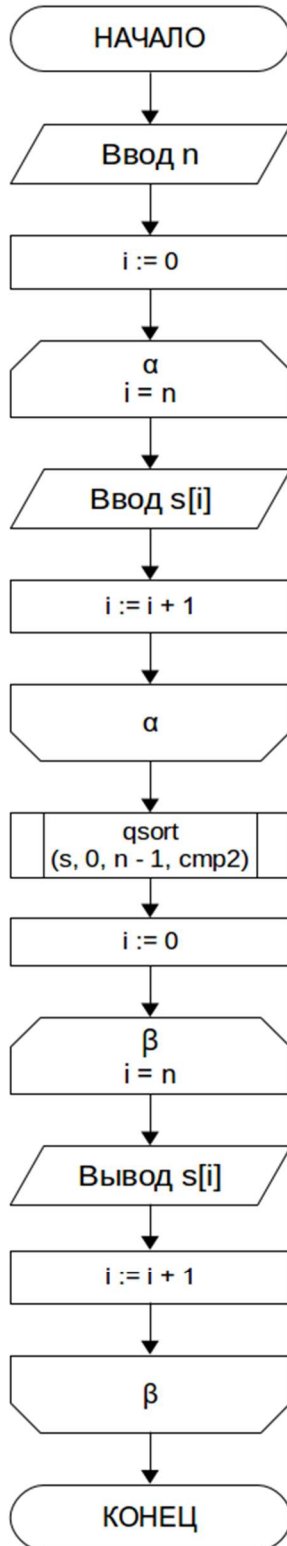 НАЧАЛО
Ввод n
i := 0
α
i = n
Ввод s[i]
i := i + 1
α
qsort
(s, 0, n - 1, cmp2)
i := 0
β
i = n
Вывод s[i]
i := i + 1
β
КОНЕЦ